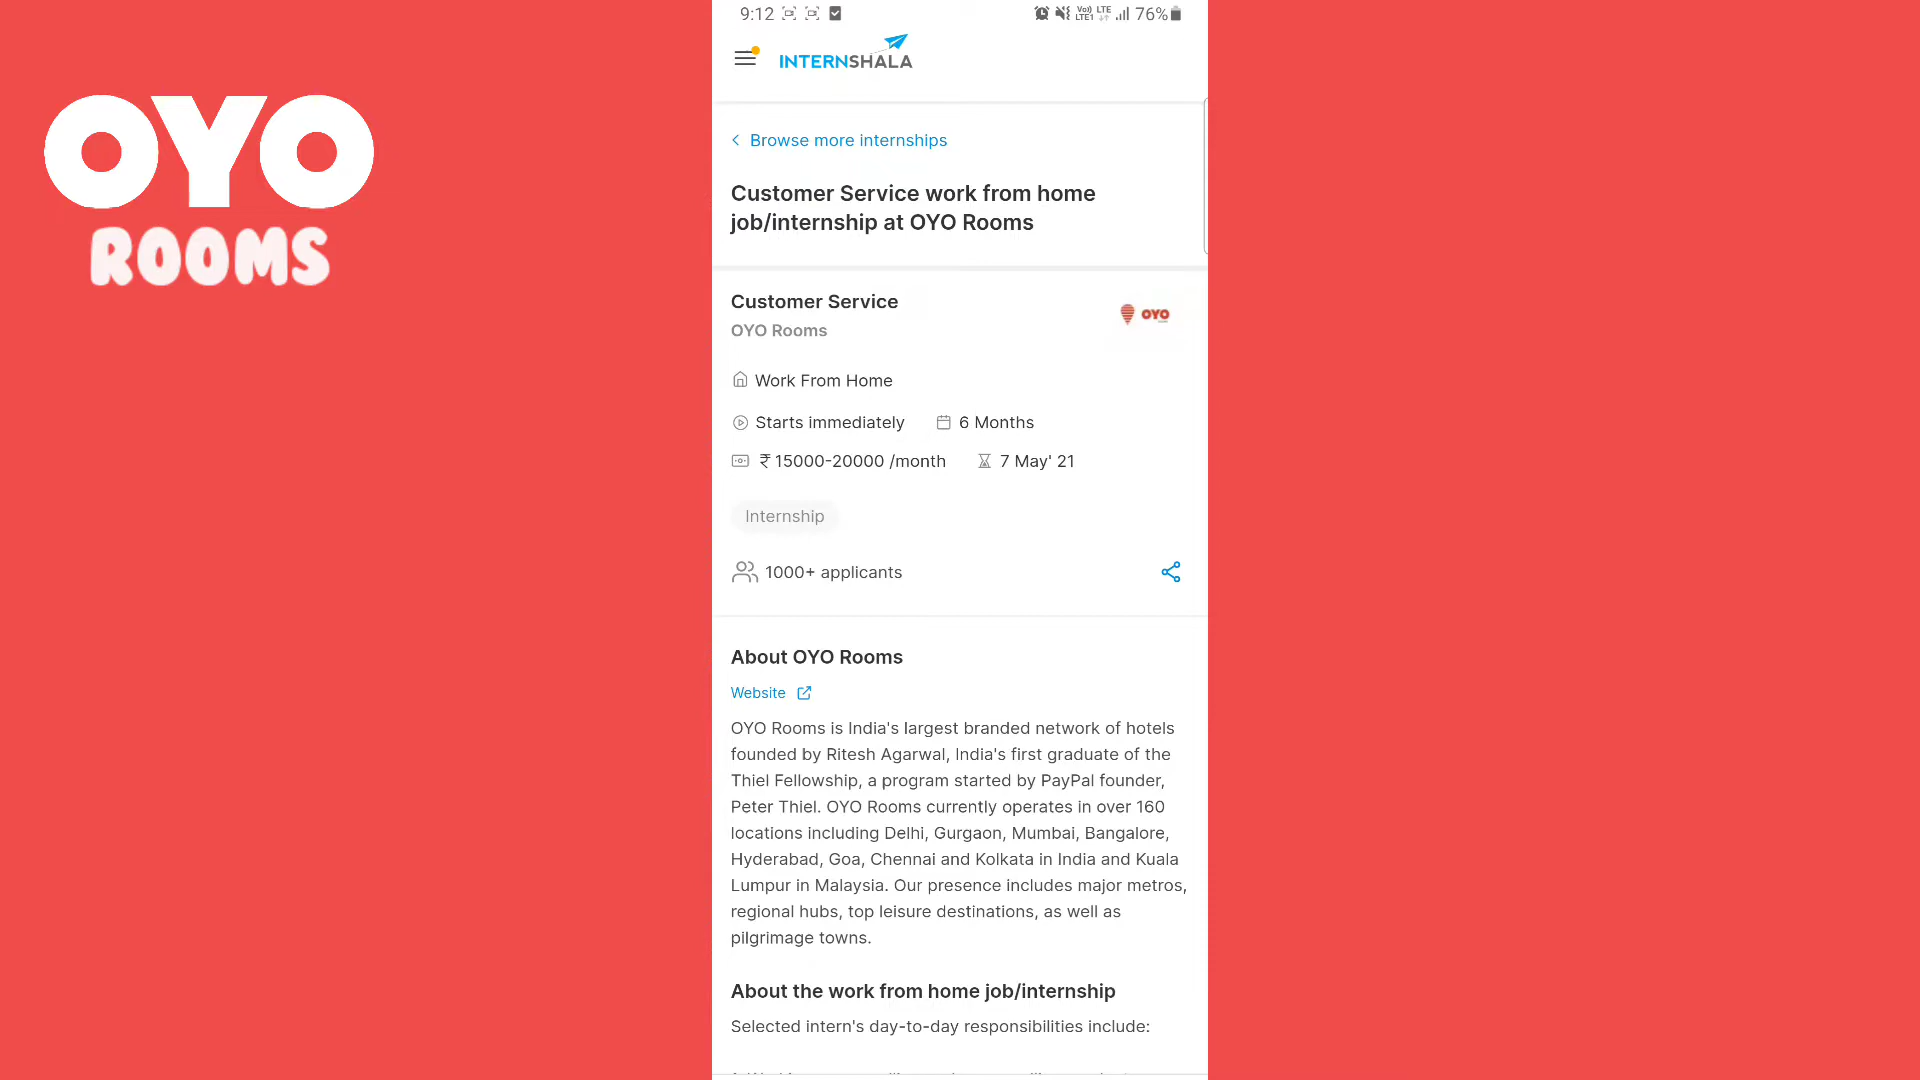 OYO
ROOMS
9:12
Vo)) LTE
LTE1
76%
INTERNSHALA
Browse more internships
Customer Service work from home
job/internship at OYO Rooms
Customer Service
OYO Rooms
OYO
Work From Home
Starts immediately
6 Months
₹ 15000-20000 /month
7 May' 21
Internship
1000+ applicants
About OYO Rooms
Website
OYO Rooms is India's largest branded network of hotels
founded by Ritesh Agarwal, India's first graduate of the
Thiel Fellowship, a program started by PayPal founder,
Peter Thiel. OYO Rooms currently operates in over 160
locations including Delhi, Gurgaon, Mumbai, Bangalore,
Hyderabad, Goa, Chennai and Kolkata in India and Kuala
Lumpur in Malaysia. Our presence includes major metros,
regional hubs, top leisure destinations, as well as
pilgrimage towns.
About the work from home job/internship
Selected intern's day-to-day responsibilities include: